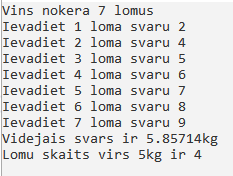 Vins nokera 7 lomus
Ievadiet 1 loma svaru 2
Ievadiet 2 loma svaru 4
Ievadiet 3 loma svaru 5
Ievadiet 4 loma svaru 6
Ievadiet 5 loma svaru 7
Ievadiet 6 loma svaru 8
Ievadiet 7 loma svaru 9
Videjais svars ir 5.85714kg
Lomu skaits virs 5kg ir 4